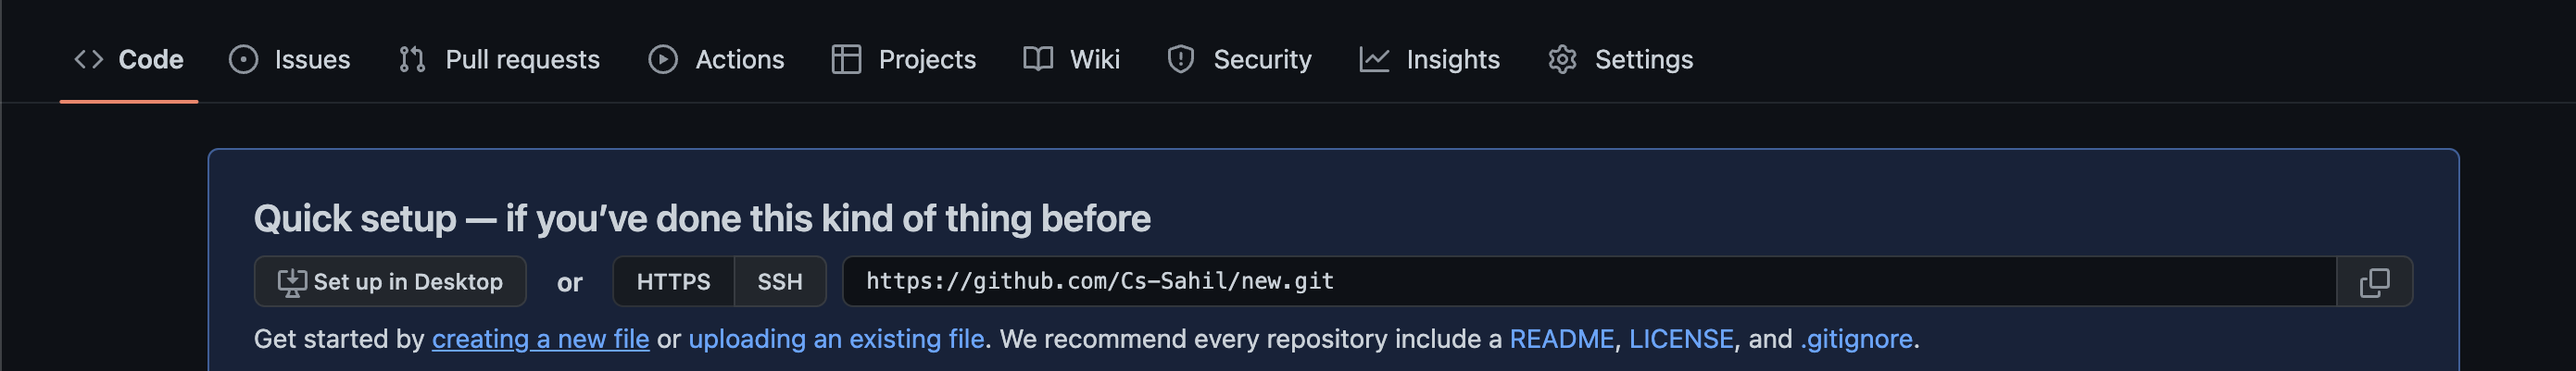 Code Issues Pull requests Actions Projects Wiki Security Insights Settings
Quick setup — if you’ve done this kind of thing before
Set up in Desktop or HTTPS SSH https://github.com/Cs-Sahil/new.git
Get started by creating a new file or uploading an existing file. We recommend every repository include a README, LICENSE, and .gitignore.